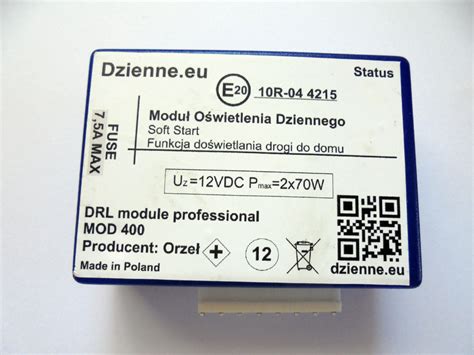 Dzienne.eu
Status
E20
10R-04 4215
FUSE
7,5A MAX
Moduł Oświetlenia Dziennego
Soft Start
Funkcja doświetlania drogi do domu
Uz=12VDC Pmax=2x70W
DRL module professional
MOD 400
Producent: Orzeł
12
Made in Poland
dzienne.eu